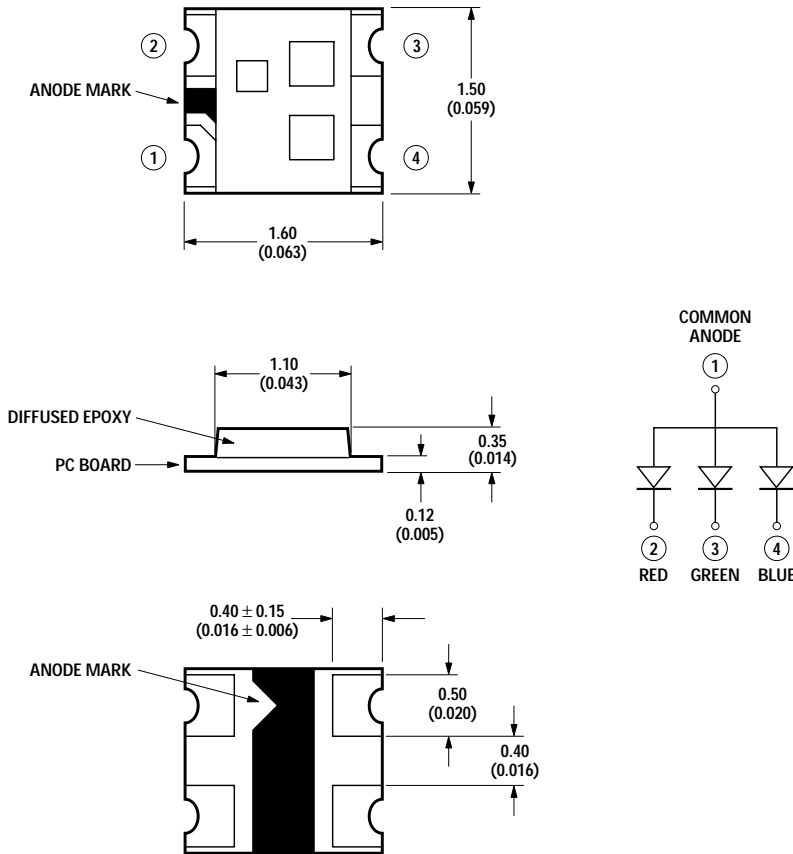 2
3
ANODE MARK
1.50
(0.059)
1
4
1.60
(0.063)
COMMON
ANODE
1
1.10
(0.043)
DIFFUSED EPOXY
0.35
(0.014)
PC BOARD
0.12
(0.005)
2 3 4
RED GREEN BLUE
0.40 ± 0.15
(0.016 ± 0.006)
ANODE MARK
0.50
(0.020)
0.40
(0.016)